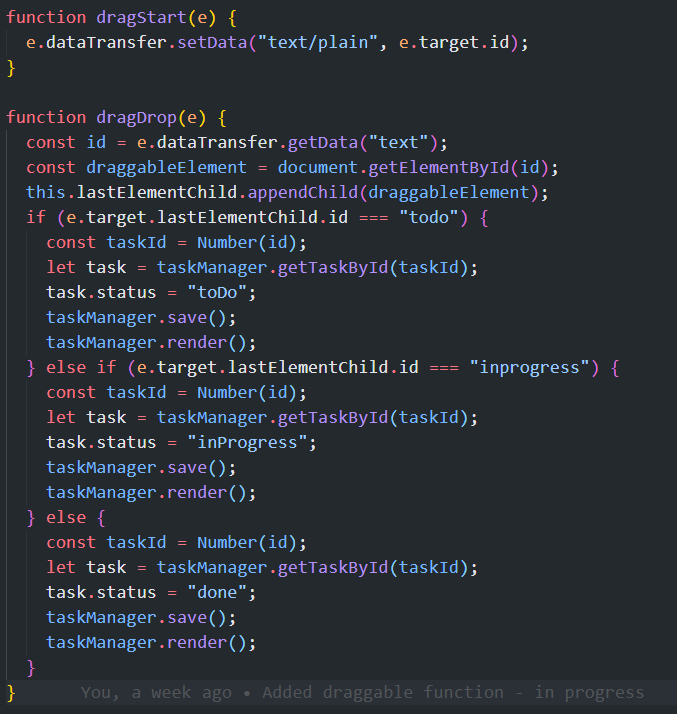 function dragStart(e) {
  e.dataTransfer.setData("text/plain", e.target.id);
}

function dragDrop(e) {
  const id = e.dataTransfer.getData("text");
  const draggableElement = document.getElementById(id);
  this.lastElementChild.appendChild(draggableElement);
  if (e.target.lastElementChild.id === "todo") {
    const taskId = Number(id);
    let task = taskManager.getTaskById(taskId);
    task.status = "toDo";
    taskManager.save();
    taskManager.render();
  } else if (e.target.lastElementChild.id === "inprogress") {
    const taskId = Number(id);
    let task = taskManager.getTaskById(taskId);
    task.status = "inProgress";
    taskManager.save();
    taskManager.render();
  } else {
    const taskId = Number(id);
    let task = taskManager.getTaskById(taskId);
    task.status = "done";
    taskManager.save();
    taskManager.render();
  }
}      You, a week ago • Added draggable function - in progress